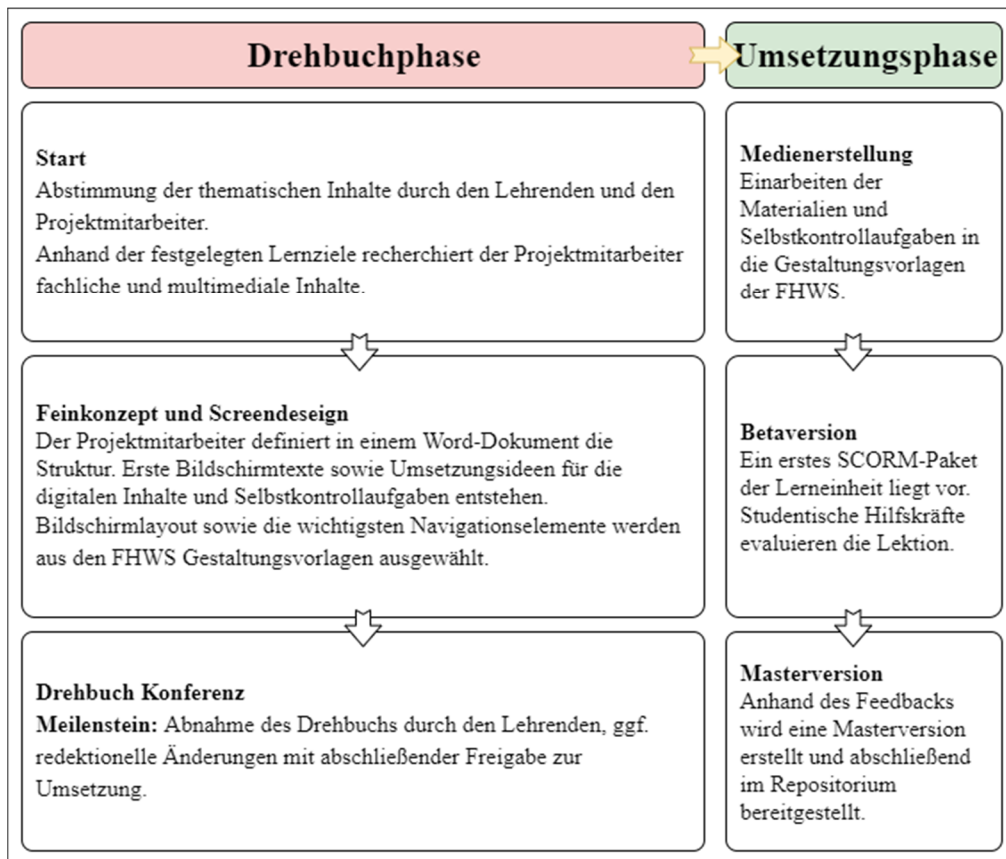 Drehbuchphase
Umsetzungsphase
Start
Abstimmung der thematischen Inhalte durch den Lehrenden und den
Projektmitarbeiter.
Anhand der festgelegten Lernziele recherchiert der Projektmitarbeiter
fachliche und multimediale Inhalte.
Feinkonzept und Screendeseign
Der Projektmitarbeiter definiert in einem Word-Dokument die
Struktur. Erste Bildschirmtexte sowie Umsetzungsideen für die
digitalen Inhalte und Selbstkontrollaufgaben entstehen.
Bildschirmlayout sowie die wichtigsten Navigationselemente werden
aus den FHWS Gestaltungsvorlagen ausgewählt.
Drehbuch Konferenz
Meilenstein: Abnahme des Drehbuchs durch den Lehrenden, ggf.
redaktionelle Änderungen mit abschließender Freigabe zur
Umsetzung.
Medienerstellung
Einarbeiten der
Materialien und
Selbstkontrollaufgaben in
die Gestaltungsvorlagen
der FHWS.
Betaversion
Ein erstes SCORM-Paket
der Lerneinheit liegt vor.
Studentische Hilfskräfte
evaluieren die Lektion.
Masterversion
Anhand des Feedbacks
wird eine Masterversion
erstellt und abschließend
im Repositorium
bereitgestellt.